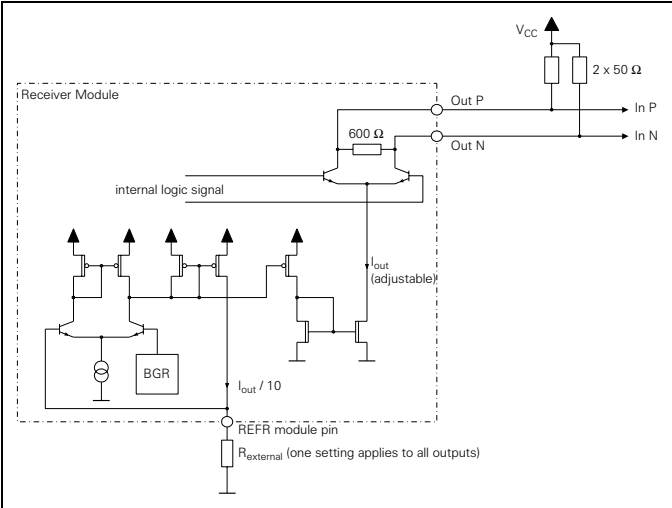 VCC
2 x 50 Ω
Receiver Module
Out P
In P
600 Ω
Out N
In N
internal logic signal
Iout
(adjustable)
BGR
Iout / 10
REFR module pin
Rexternal (one setting applies to all outputs)